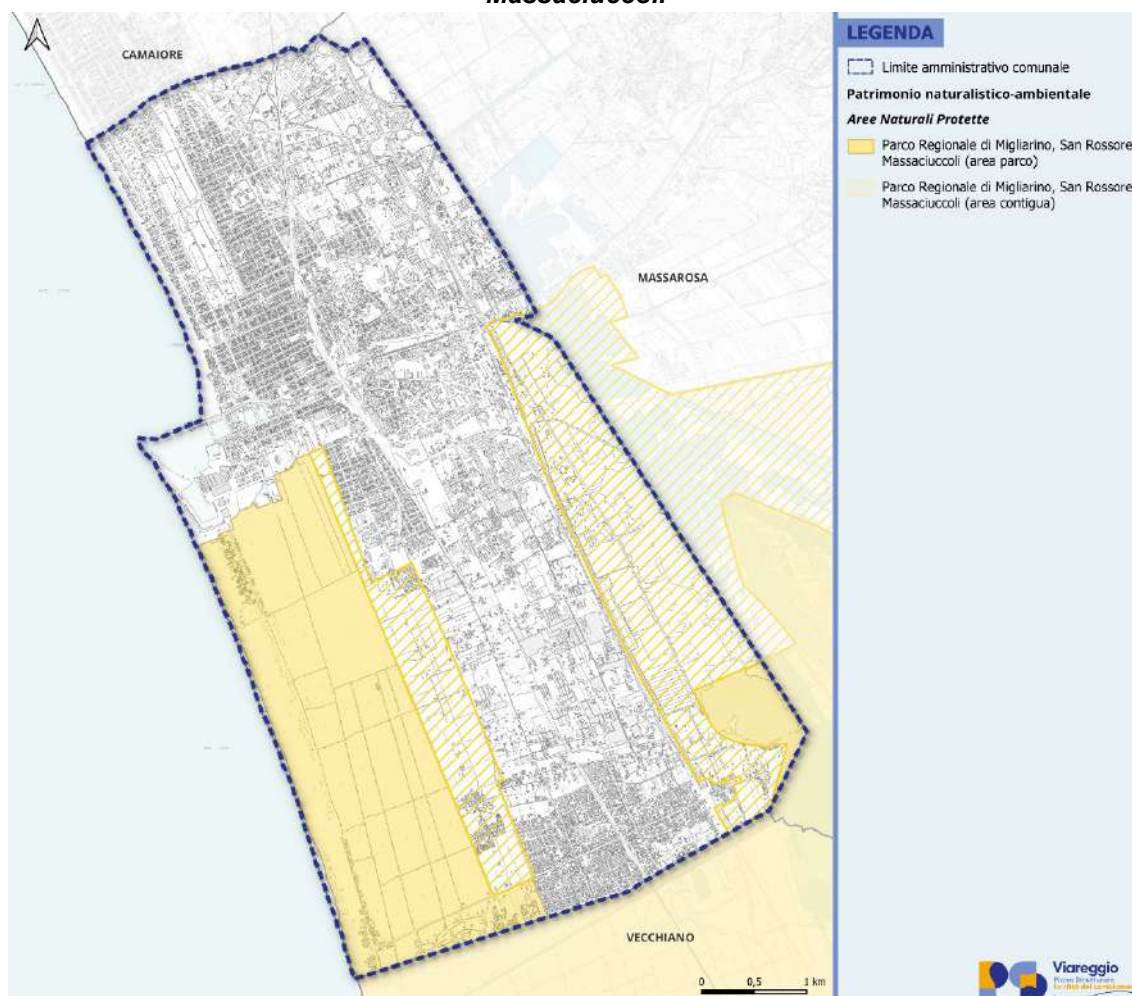 Massaciuccoli
CAMAIORE
MASSAROSA
VECCHIANO
0 0,5 1 km
LEGENDA
Limite amministrativo comunale
Patrimonio naturalistico-ambientale
Aree Naturali Protette
Parco Regionale di Migliarino, San Rossore
Massaciuccoli (area parco)
Parco Regionale di Migliarino, San Rossore
Massaciuccoli (area contigua)
Viareggio
Piano Strutturale